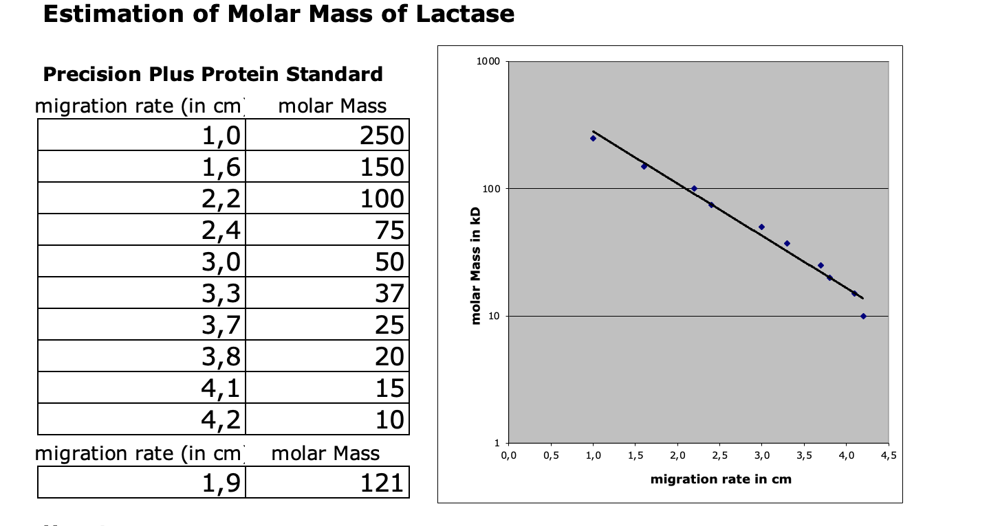 Estimation of Molar Mass of Lactase
Precision Plus Protein Standard
migration rate (in cm) molar Mass
1,0 250
1,6 150
2,2 100
2,4 75
3,0 50
3,3 37
3,7 25
3,8 20
4,1 15
4,2 10
migration rate (in cm) molar Mass
1,9 121
1000
100
10
1
molar Mass in kD
0,0 0,5 1,0 1,5 2,0 2,5 3,0 3,5 4,0 4,5
migration rate in cm